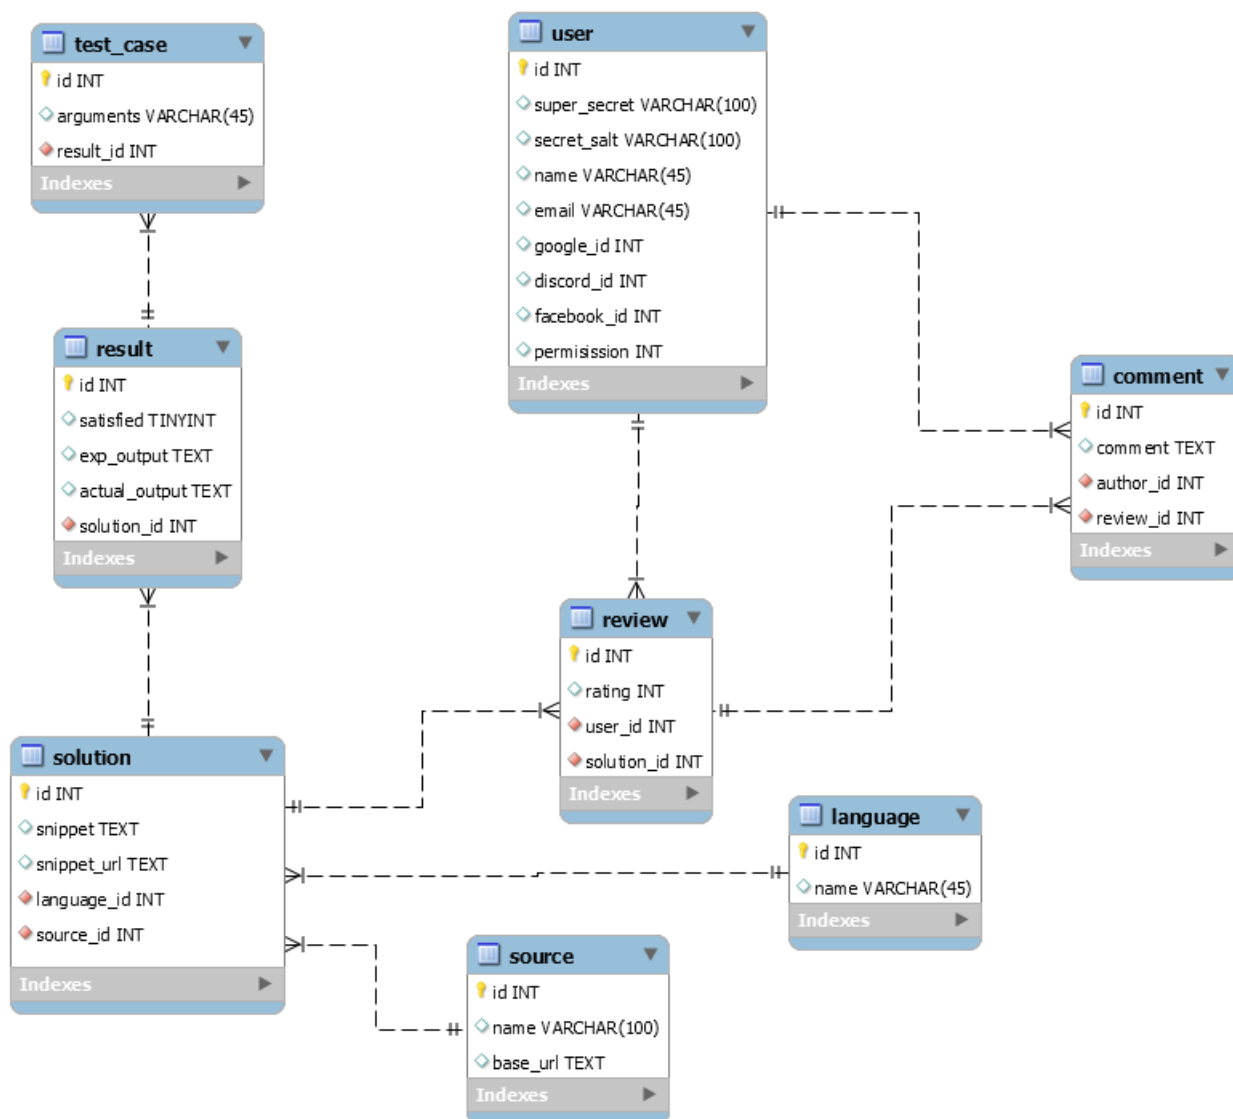 test_case
id INT
arguments VARCHAR(45)
result_id INT
Indexes
user
id INT
super_secret VARCHAR(100)
secret_salt VARCHAR(100)
name VARCHAR(45)
email VARCHAR(45)
google_id INT
discord_id INT
facebook_id INT
permisission INT
Indexes
result
id INT
satisfied TINYINT
exp_output TEXT
actual_output TEXT
solution_id INT
Indexes
comment
id INT
comment TEXT
author_id INT
review_id INT
Indexes
review
id INT
rating INT
user_id INT
solution_id INT
Indexes
solution
id INT
snippet TEXT
snippet_url TEXT
language_id INT
source_id INT
Indexes
language
id INT
name VARCHAR(45)
Indexes
source
id INT
name VARCHAR(100)
base_url TEXT
Indexes